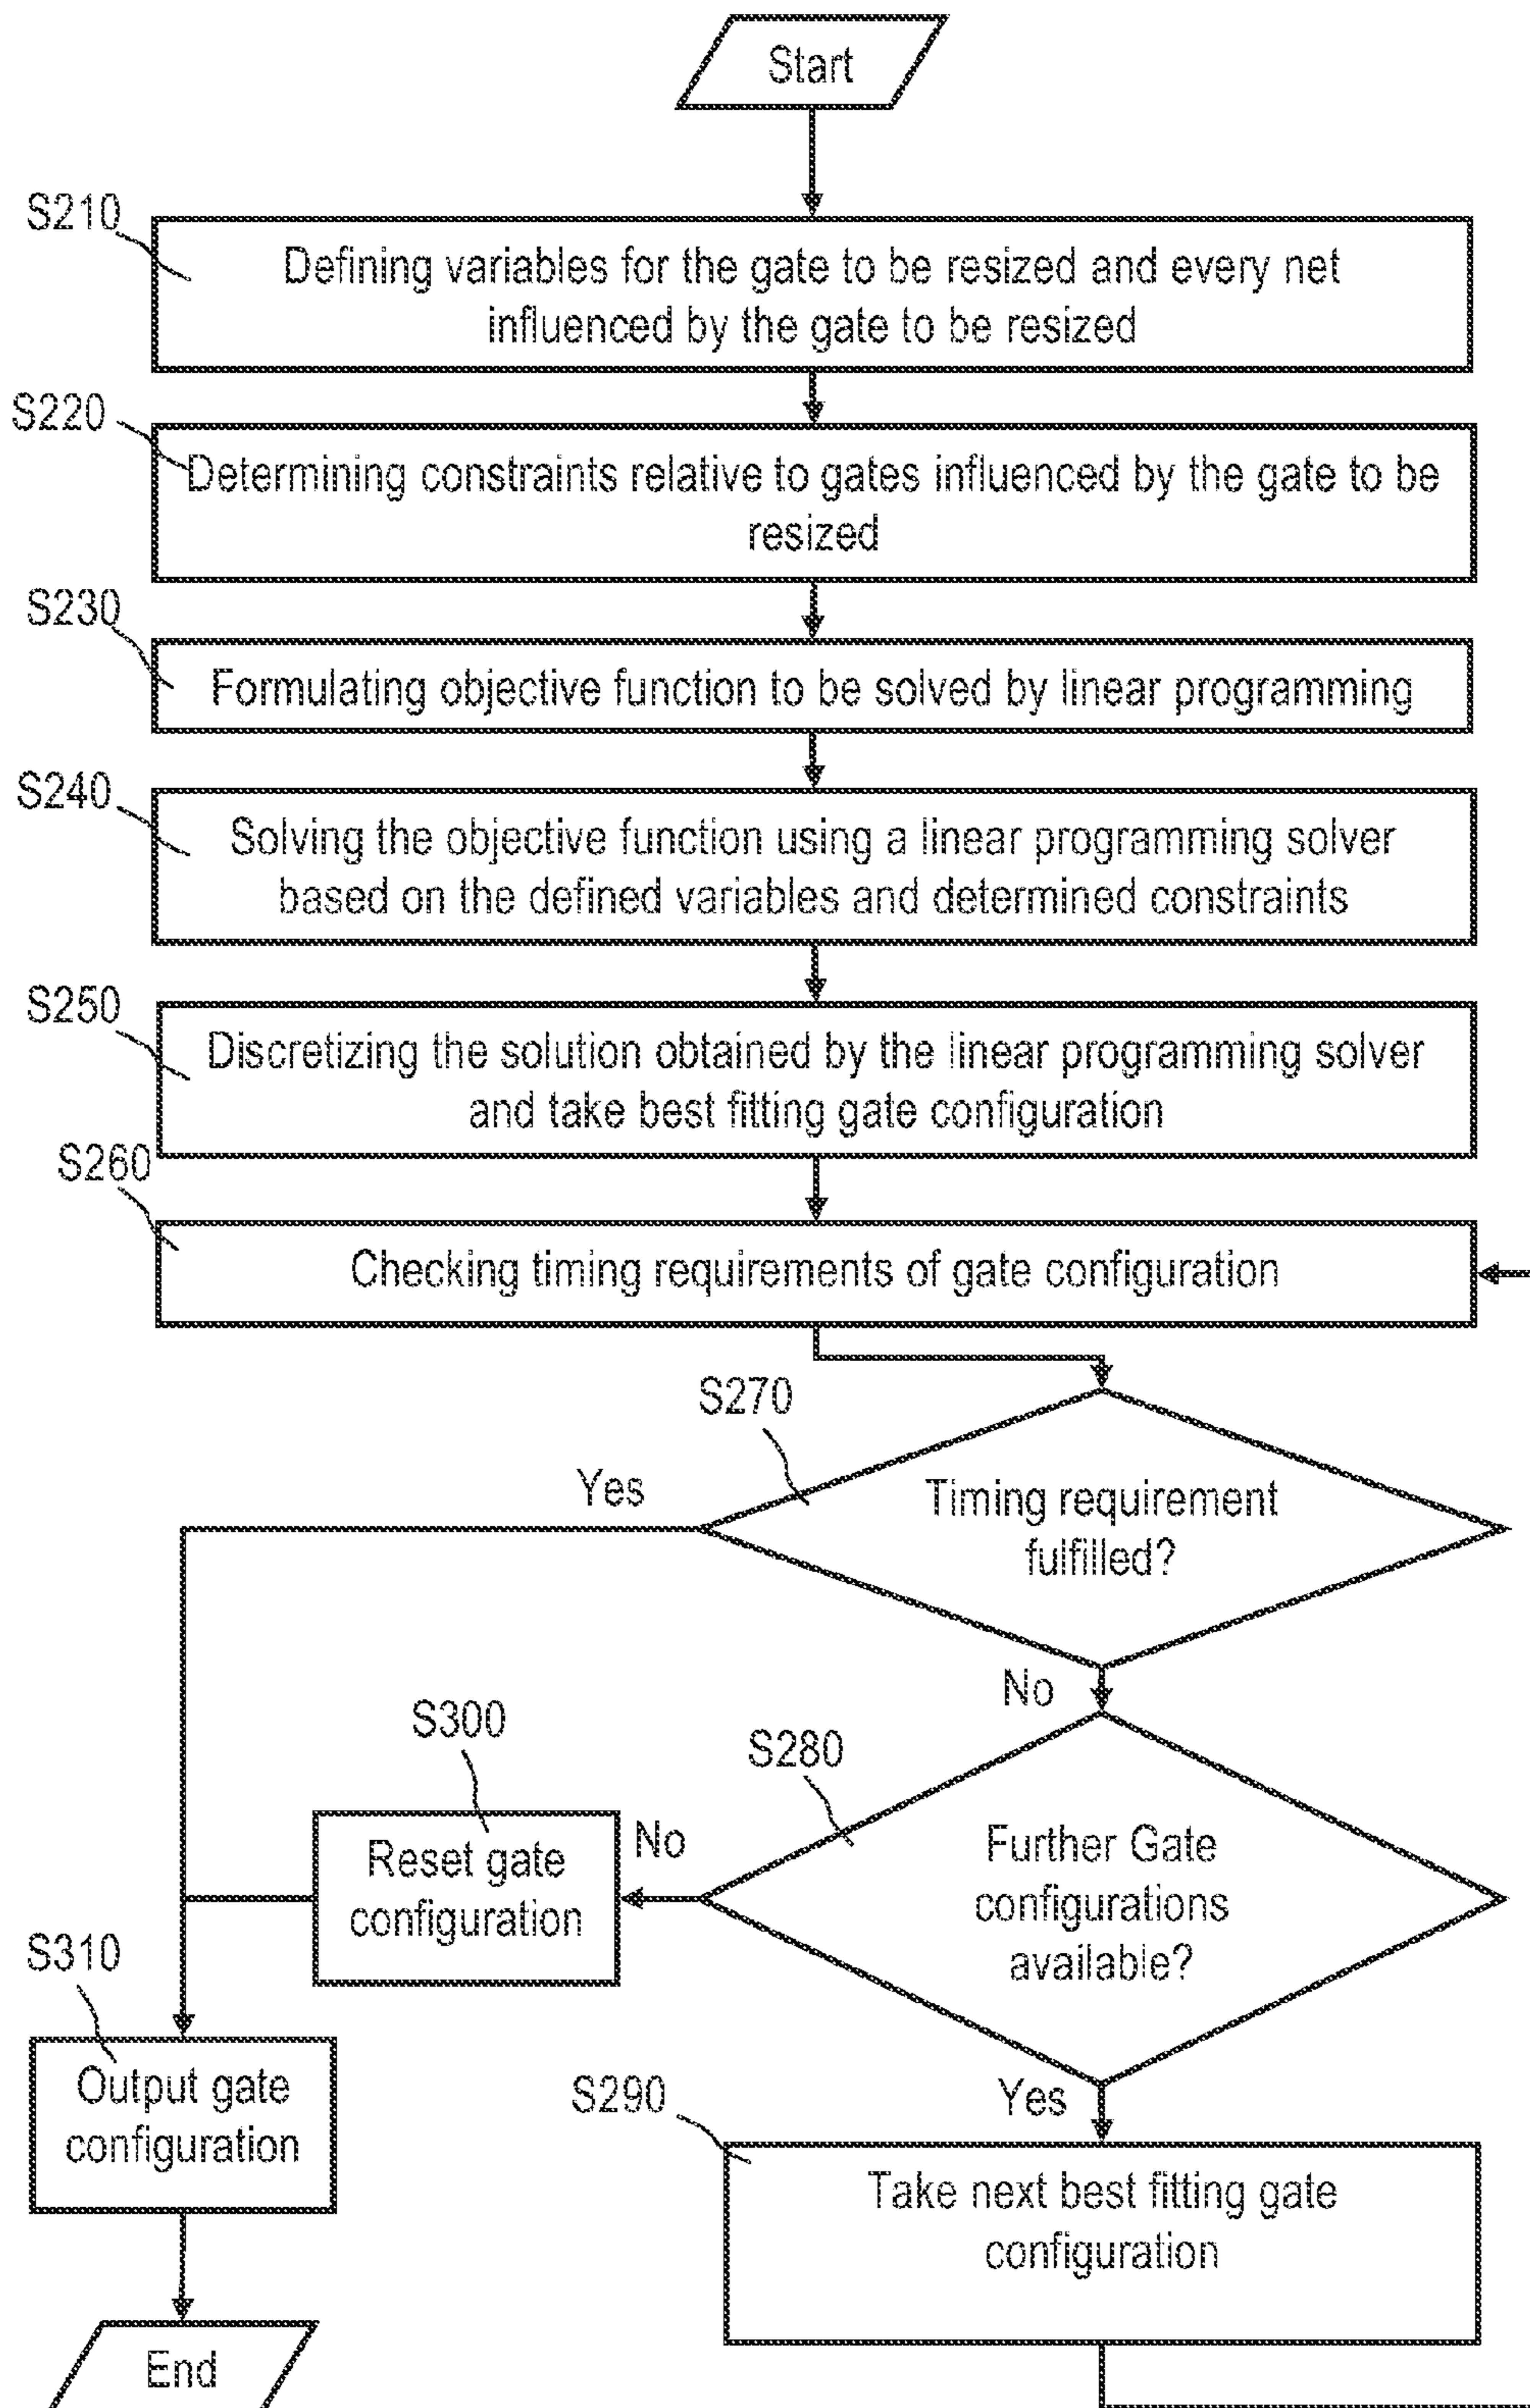 Start
S210
Defining variables for the gate to be resized and every net
influenced by the gate to be resized
S220
Determining constraints relative to gates influenced by the gate to be
resized
S230
Formulating objective function to be solved by linear programming
S240
Solving the objective function using a linear programming solver
based on the defined variables and determined constraints
S250
Discretizing the solution obtained by the linear programming solver
and take best fitting gate configuration
S260
Checking timing requirements of gate configuration
S270
Yes
Timing requirement
fulfilled?
No
S300
S280
Reset gate
configuration
No
Further Gate
configurations
available?
S310
Output gate
configuration
Yes
S290
Take next best fitting gate
configuration
End